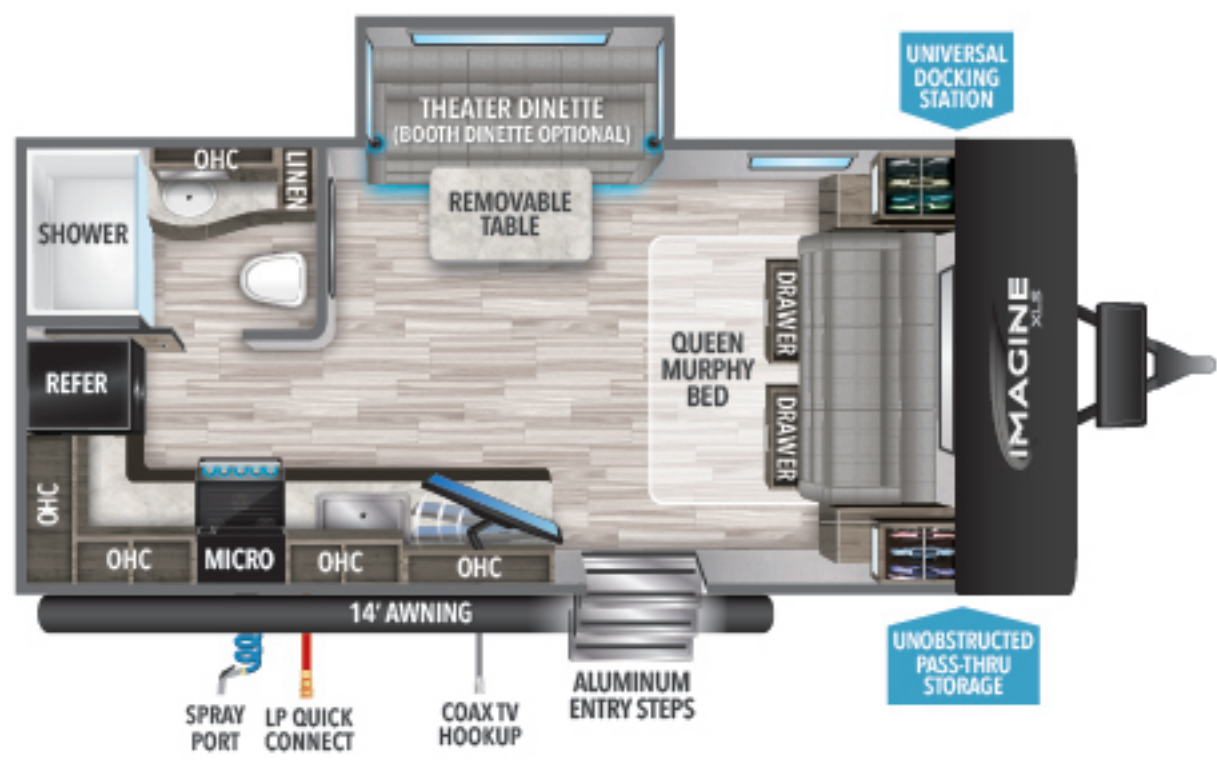 UNIVERSAL
DOCKING
STATION
THEATER DINETTE
(BOOTH DINETTE OPTIONAL)
OHC
LINEN
SHOWER
REMOVABLE
TABLE
DRAWER
QUEEN
MURPHY
BED
DRAWER
IMAGINE
XLS
REFER
OHC
OHC
MICRO
OHC
OHC
14' AWNING
UNOBSTRUCTED
PASS-THRU
STORAGE
SPRAY
PORT
LP QUICK
CONNECT
COAX TV
HOOKUP
ALUMINUM
ENTRY STEPS